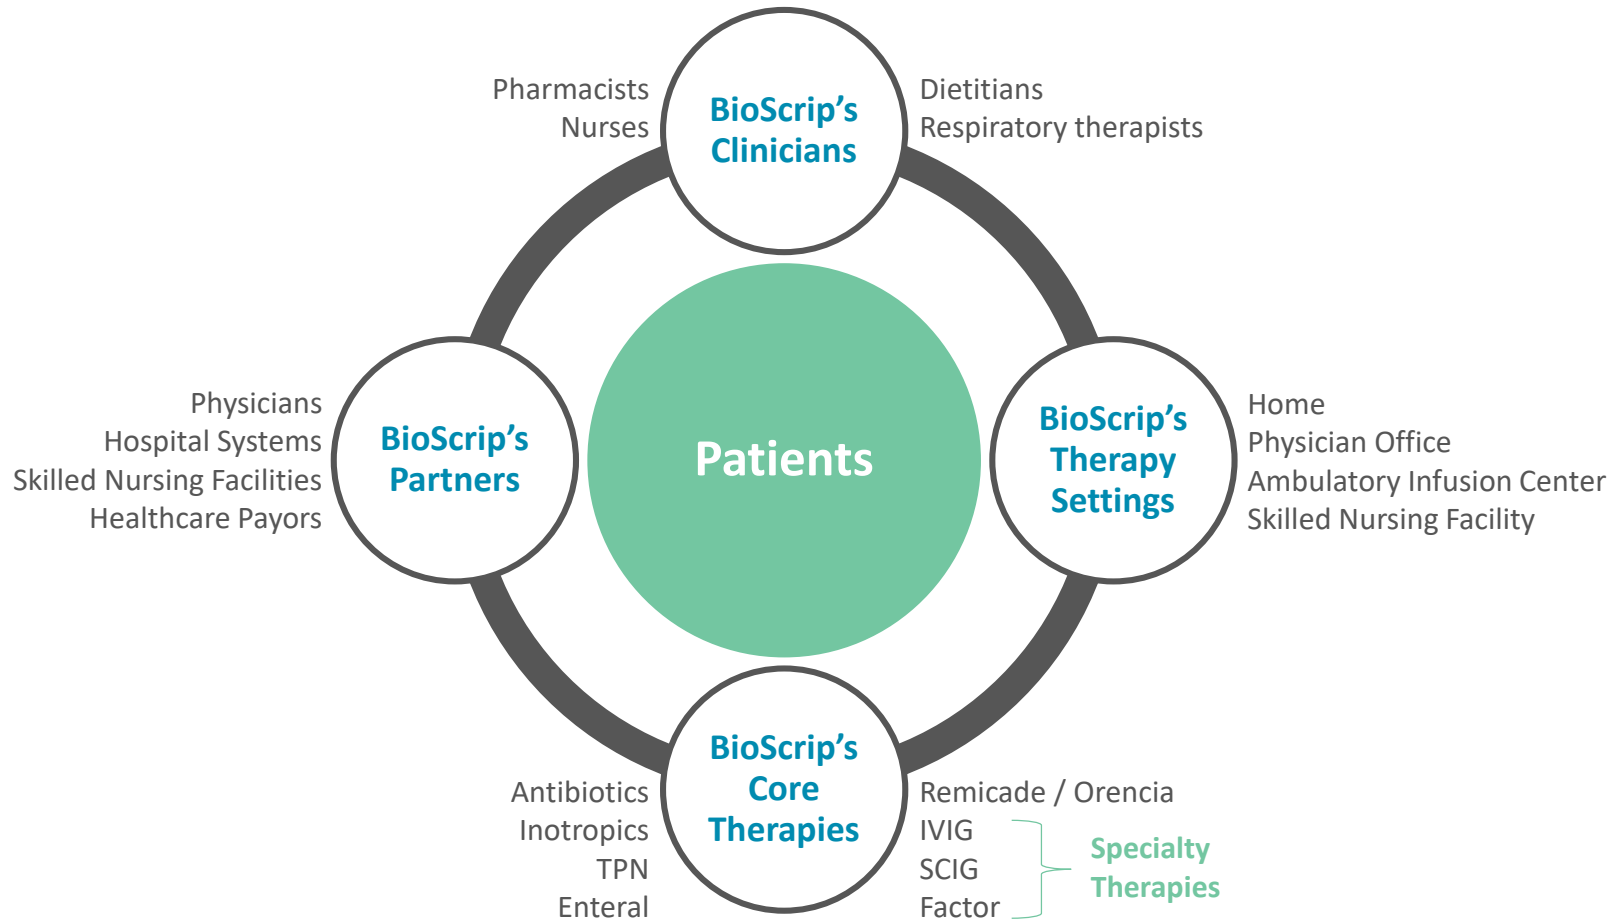 Pharmacists
Nurses
BioScrip's
Clinicians
Dietitians
Respiratory therapists
Physicians
Hospital Systems
Skilled Nursing Facilities
Healthcare Payors
BioScrip's
Partners
Patients
BioScrip's
Therapy
Settings
Home
Physician Office
Ambulatory Infusion Center
Skilled Nursing Facility
Antibiotics
Inotropics
TPN
Enteral
BioScrip's
Core
Therapies
Remicade / Orencia
IVIG
SCIG
Factor
Specialty
Therapies